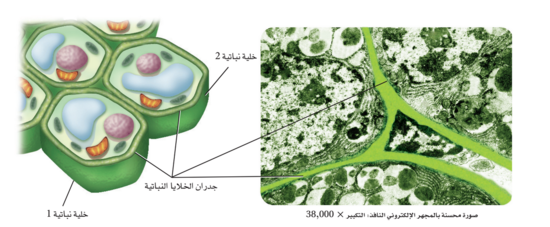 خلية نباتية 2
جدران الخلايا النباتية
خلية نباتية 1
صورة محسنة بالمجهر الإلكتروني النافذ: التكبير × 38,000